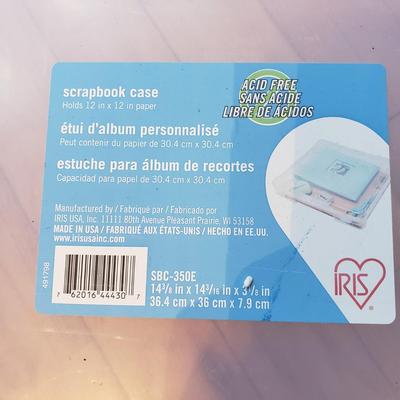 scrapbook case
Holds 12 in x 12 in paper
ACID FREE
SANS ACIDE
LIBRE DE ÁCIDOS
étui d'album personnalisé
Peut contenir du papier de 30.4 cm x 30.4 cm
estuche para álbum de recortes
Capacidad para papel de 30.4 cm x 30.4 cm
Manufactured by / Fabriqué par / Fabricado por
IRIS USA, Inc. 11111 80th Avenue Pleasant Prairie, WI 53158
MADE IN USA / FABRIQUÉ AUX ÉTATS-UNIS / HECHO EN EE.UU.
www.irisusainc.com
491798
7 62016 44430 7
SBC-350E
14 3/8 in x 14 3/16 in x 3 1/8 in
36.4 cm x 36 cm x 7.9 cm
IRIS